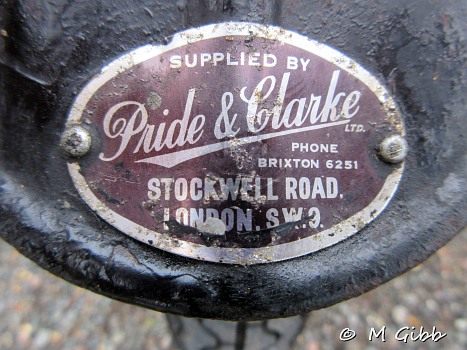 SUPPLIED BY
Pride & Clarke
LTD.
PHONE
BRIXTON 6251
STOCKWELL ROAD,
LONDON. S.W.9.
© M Gibb